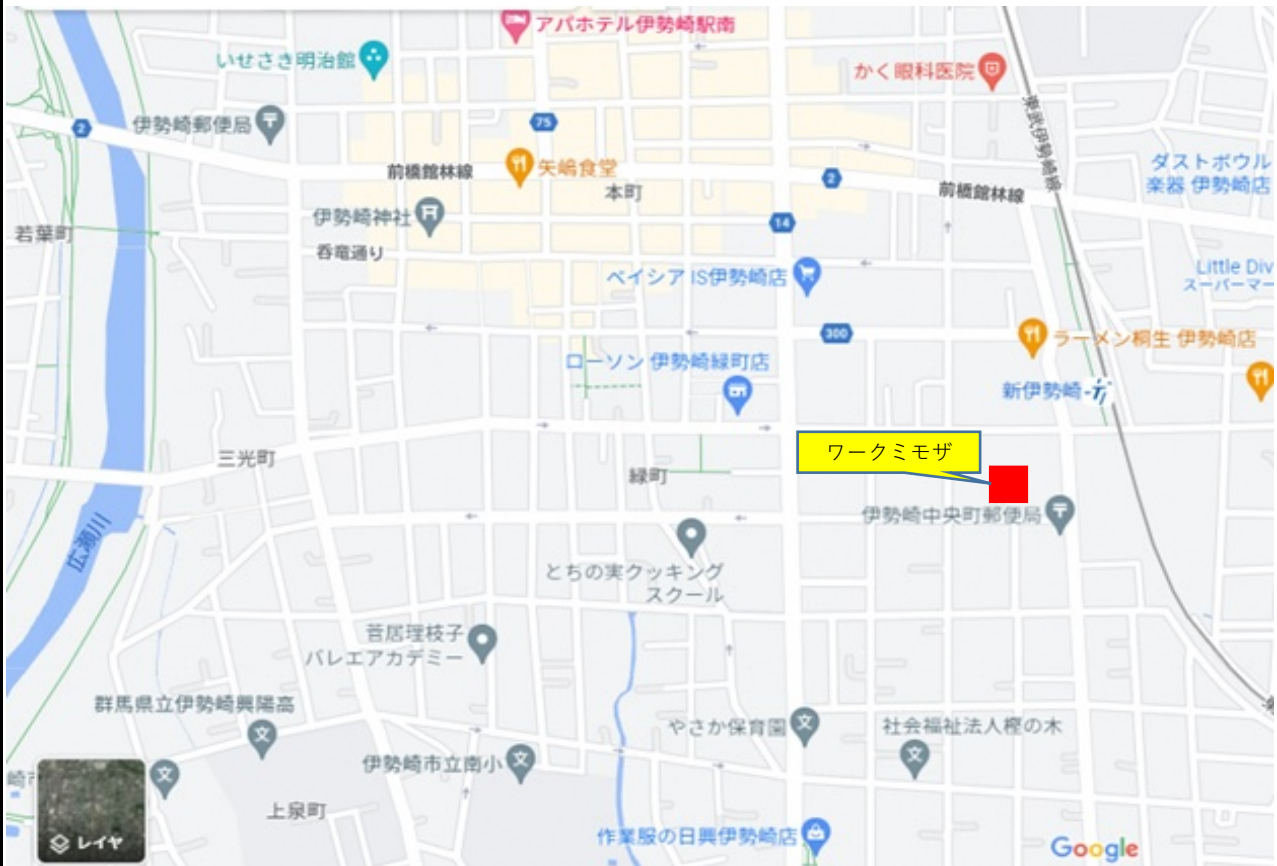 アパホテル伊勢崎駅南
いせさき明治館
かく眼科医院
伊勢崎郵便局
2
75
東武伊勢崎線
前橋館林線
矢嶋食堂
本町
2
前橋館林線
ダストボウル
楽器 伊勢崎店
伊勢崎神社
14
若葉町
呑竜通り
ベイシア IS伊勢崎店
Little Div
スーパーマー
300
ラーメン桐生 伊勢崎店
ローソン 伊勢崎緑町店
新伊勢崎
三光町
ワークミモザ
緑町
伊勢崎中央町郵便局
広瀬川
とちの実クッキング
スクール
菅居理枝子
バレエアカデミー
群馬県立伊勢崎興陽高
やさか保育園
社会福祉法人樫の木
伊勢崎市立南小
上泉町
レイヤ
作業服の日興伊勢崎店
Google